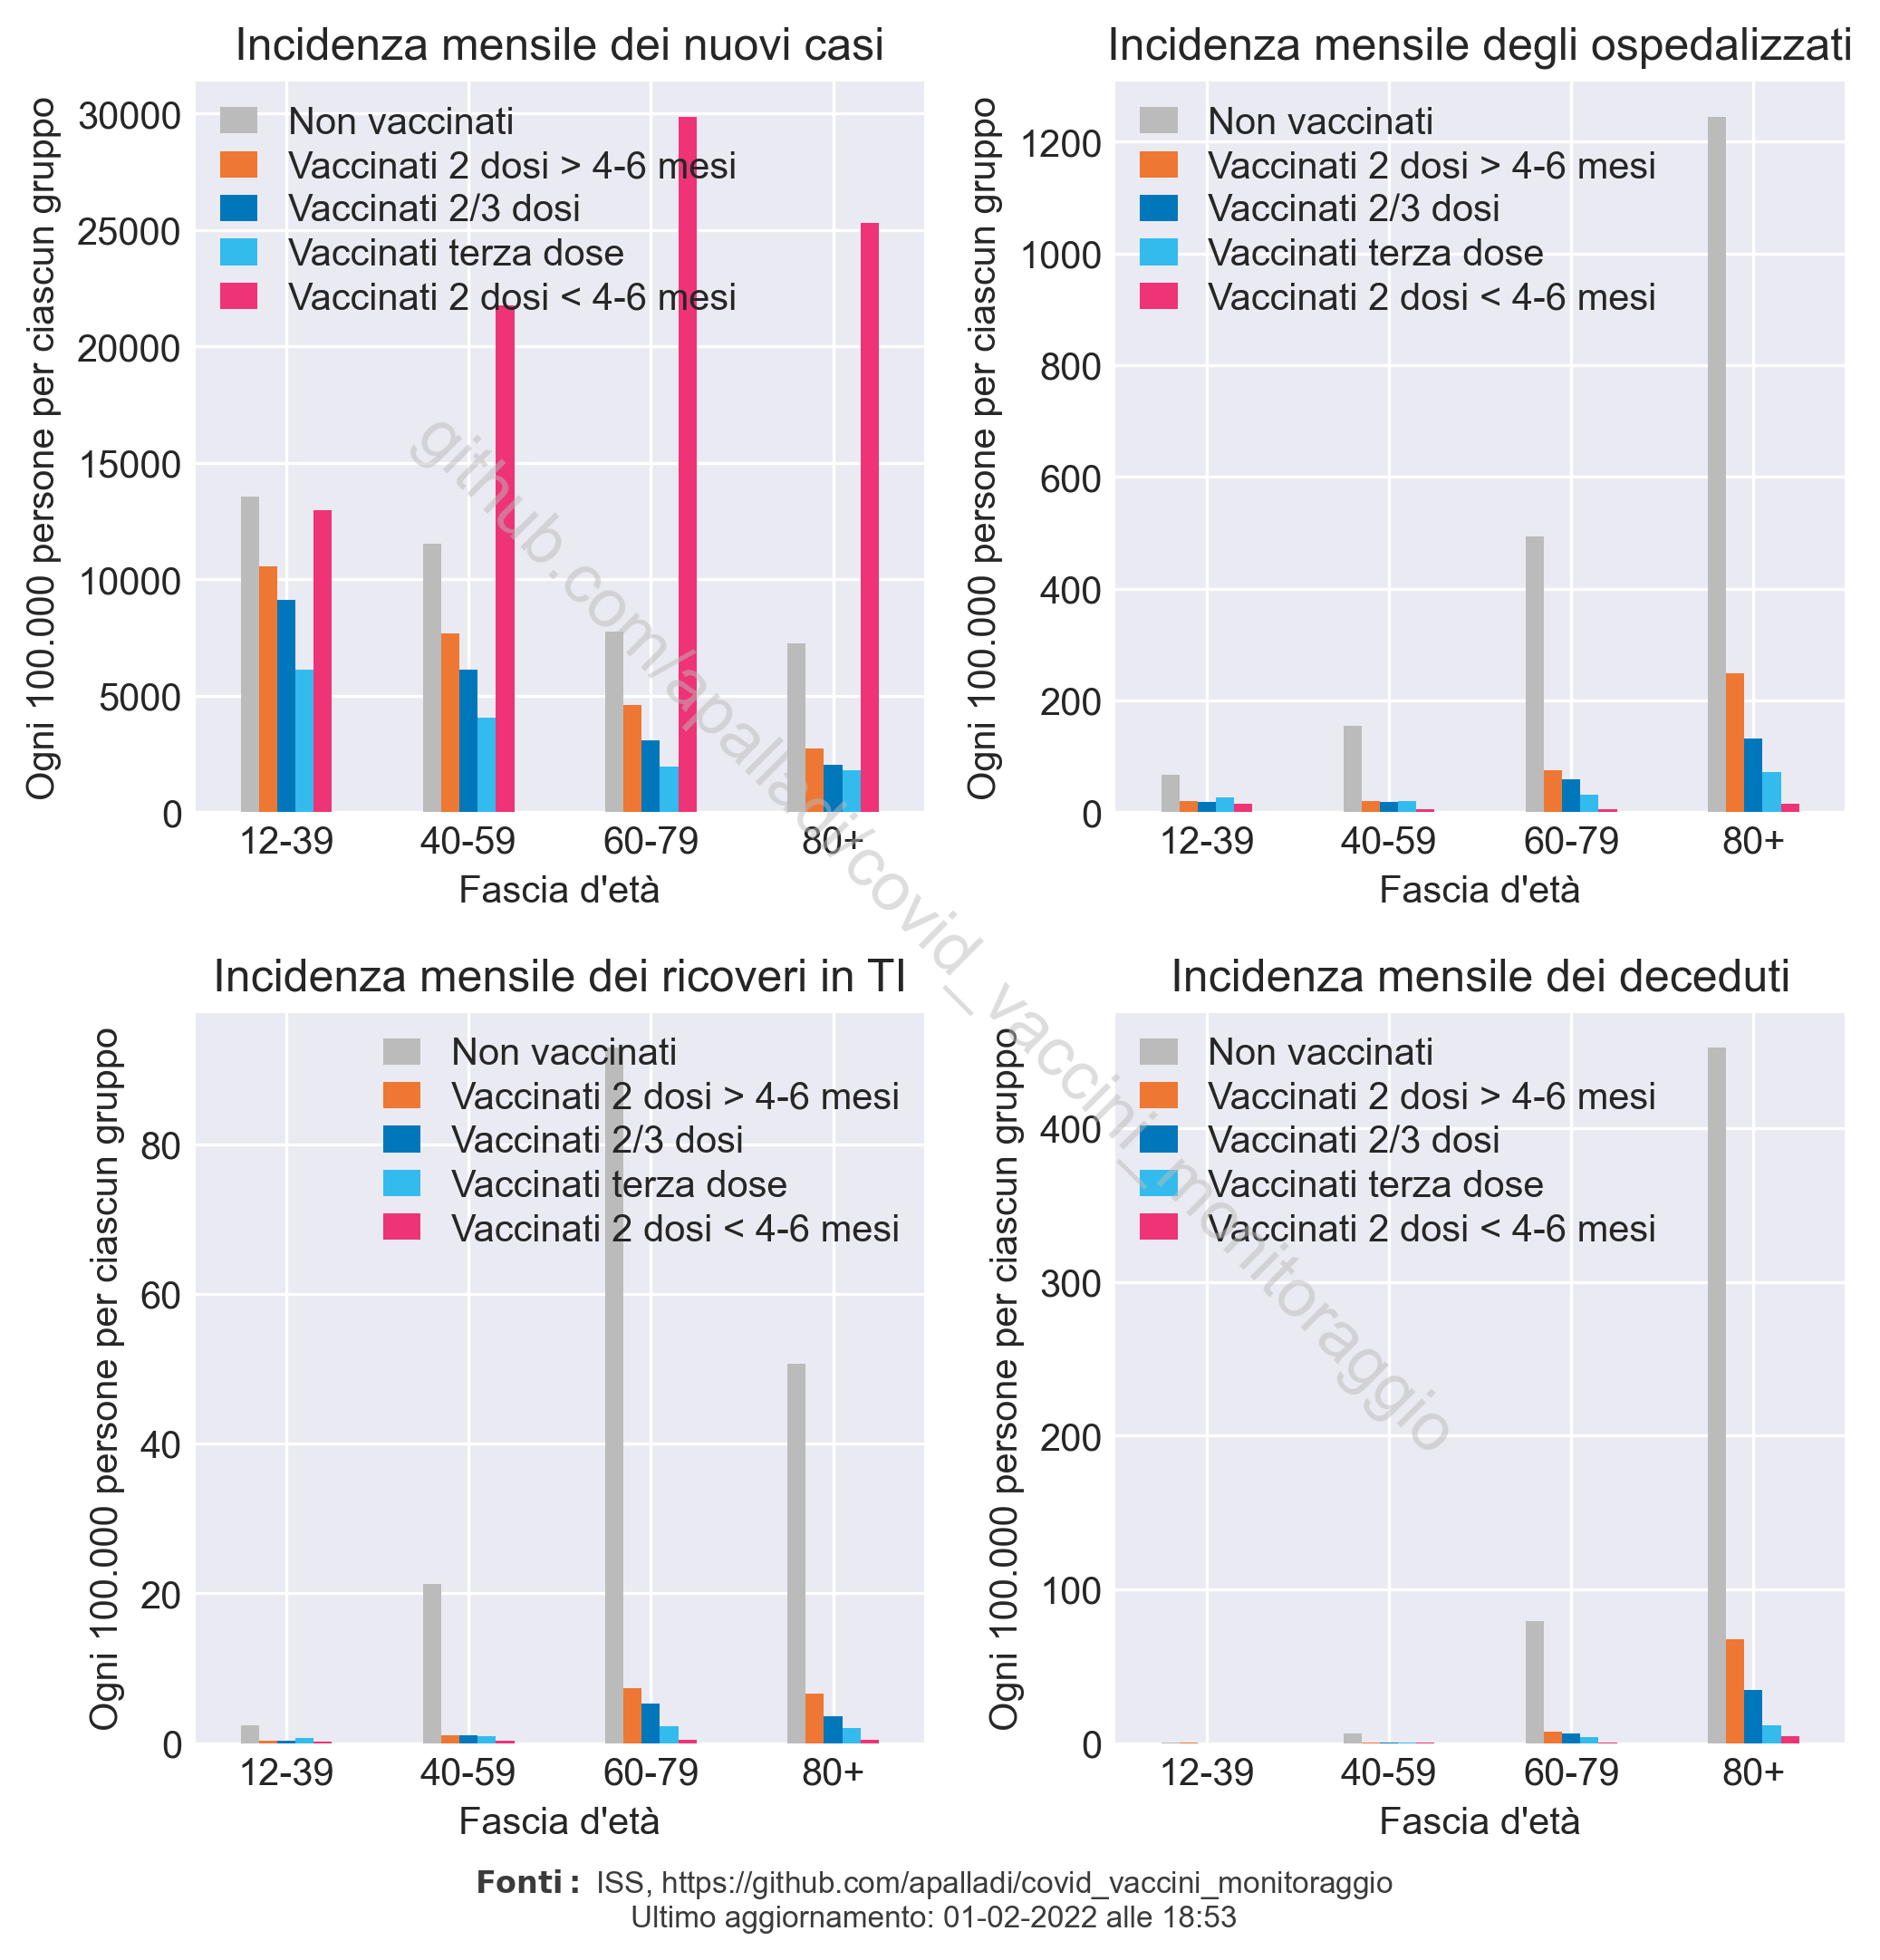 Incidenza mensile dei nuovi casi
Ogni 100.000 persone per ciascun gruppo
30000
25000
20000
15000
10000
5000
0
Non vaccinati
Vaccinati 2 dosi > 4-6 mesi
Vaccinati 2/3 dosi
Vaccinati terza dose
Vaccinati 2 dosi < 4-6 mesi
12-39 40-59 60-79 80+
Fascia d'età
Incidenza mensile degli ospedalizzati
Ogni 100.000 persone per ciascun gruppo
1200
1000
800
600
400
200
0
Non vaccinati
Vaccinati 2 dosi > 4-6 mesi
Vaccinati 2/3 dosi
Vaccinati terza dose
Vaccinati 2 dosi < 4-6 mesi
12-39 40-59 60-79 80+
Fascia d'età
github.com/apalladi/covid_vaccini_monitoraggio
Incidenza mensile dei ricoveri in TI
Ogni 100.000 persone per ciascun gruppo
80
60
40
20
0
Non vaccinati
Vaccinati 2 dosi > 4-6 mesi
Vaccinati 2/3 dosi
Vaccinati terza dose
Vaccinati 2 dosi < 4-6 mesi
12-39 40-59 60-79 80+
Fascia d'età
Incidenza mensile dei deceduti
Ogni 100.000 persone per ciascun gruppo
400
300
200
100
0
Non vaccinati
Vaccinati 2 dosi > 4-6 mesi
Vaccinati 2/3 dosi
Vaccinati terza dose
Vaccinati 2 dosi < 4-6 mesi
12-39 40-59 60-79 80+
Fascia d'età
Fonti: ISS, https://github.com/apalladi/covid_vaccini_monitoraggio
Ultimo aggiornamento: 01-02-2022 alle 18:53